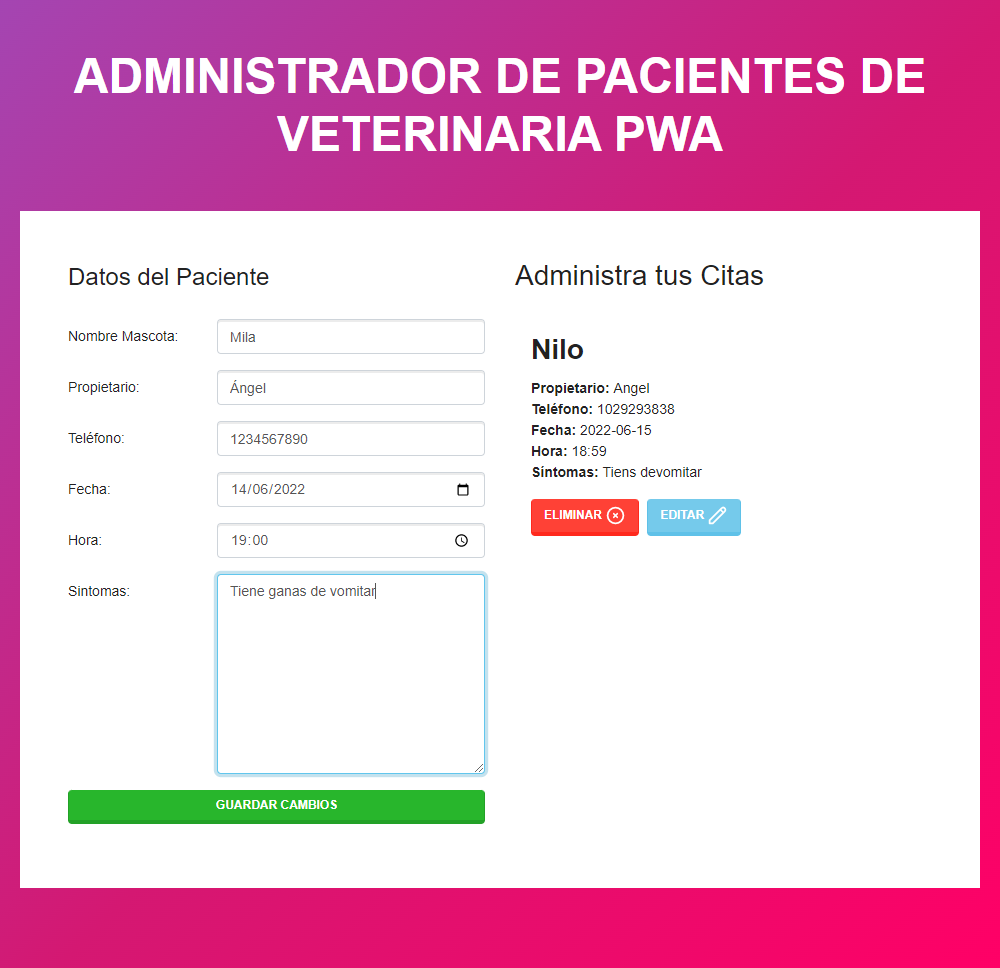 ADMINISTRADOR DE PACIENTES DE
VETERINARIA PWA
Datos del Paciente
Nombre Mascota: Mila
Propietario: Ángel
Teléfono: 1234567890
Fecha: 14/06/2022
Hora: 19:00
Sintomas: Tiene ganas de vomitar
GUARDAR CAMBIOS
Administra tus Citas
Nilo
Propietario: Angel
Teléfono: 1029293838
Fecha: 2022-06-15
Hora: 18:59
Síntomas: Tiens devomitar
ELIMINAR EDITAR